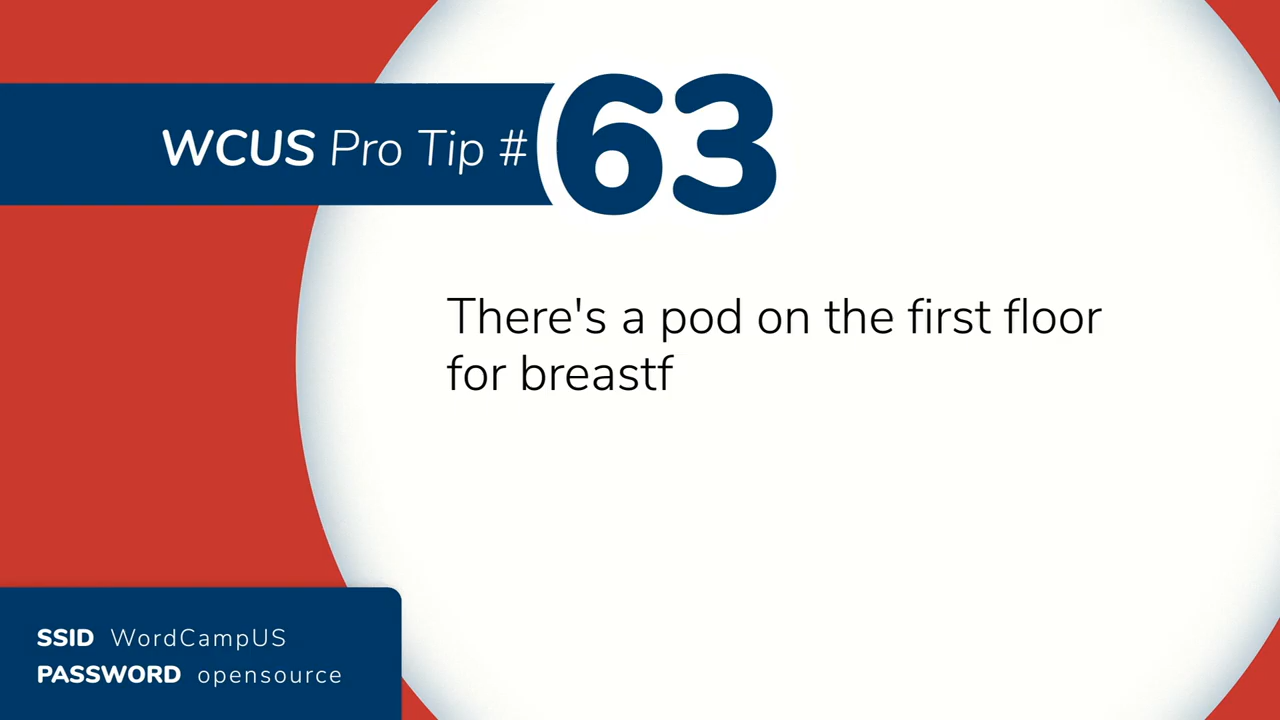 WCUS Pro Tip # 63
There's a pod on the first floor
for breastf
SSID WordCampUS
PASSWORD opensource